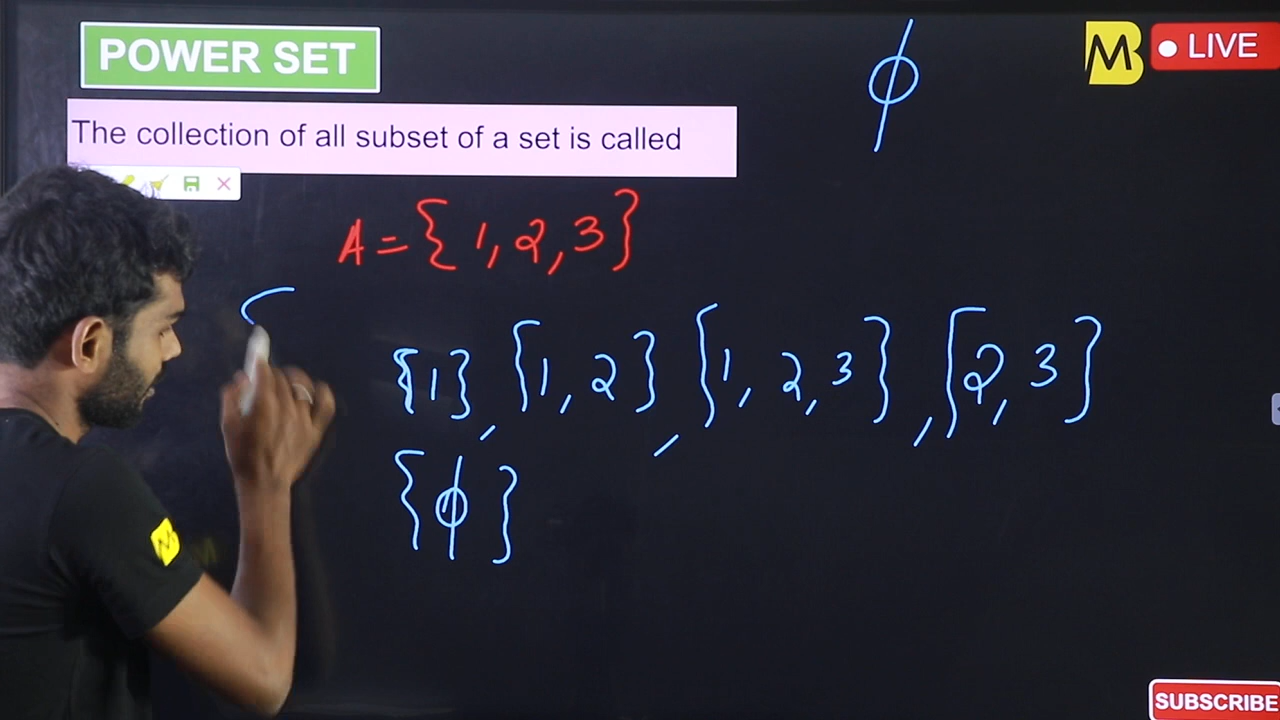 POWER SET
ϕ
M
LIVE
The collection of all subset of a set is called
A = { 1, 2, 3 }
{1}, {1, 2}, {1, 2, 3}, {2, 3}
{ ϕ }
SUBSCRIBE